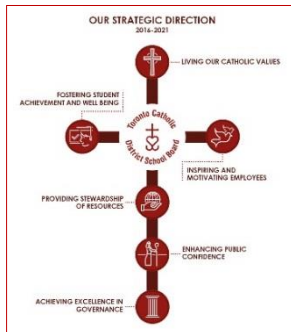 OUR STRATEGIC DIRECTION
2016-2021
LIVING OUR CATHOLIC VALUES
FOSTERING STUDENT
ACHIEVEMENT AND WELL BEING
Toronto Catholic
District School Board
INSPIRING AND
MOTIVATING EMPLOYEES
PROVIDING STEWARDSHIP
OF RESOURCES
ENHANCING PUBLIC
CONFIDENCE
ACHIEVING EXCELLENCE IN
GOVERNANCE